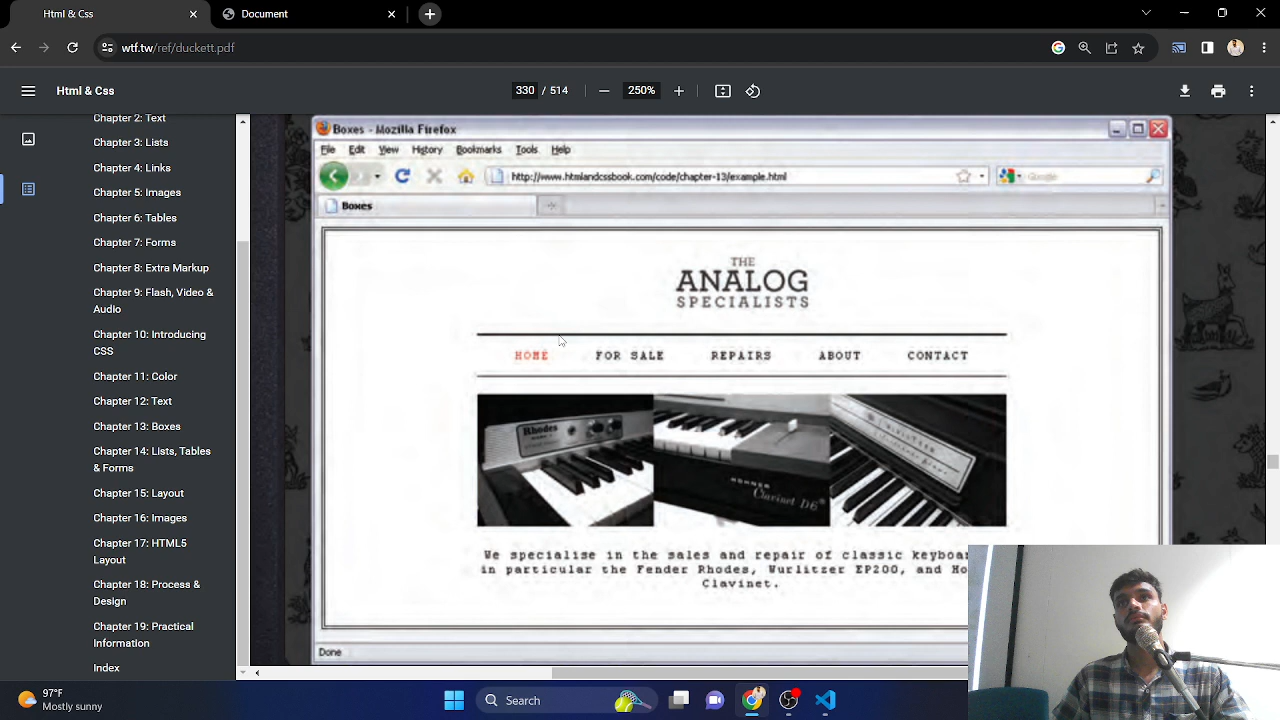 Html & Css
Document
wtf.tw/ref/duckett.pdf
Html & Css
330 / 514
250%
Chapter 2: Text
Chapter 3: Lists
Chapter 4: Links
Chapter 5: Images
Chapter 6: Tables
Chapter 7: Forms
Chapter 8: Extra Markup
Chapter 9: Flash, Video &
Audio
Chapter 10: Introducing
CSS
Chapter 11: Color
Chapter 12: Text
Chapter 13: Boxes
Chapter 14: Lists, Tables
& Forms
Chapter 15: Layout
Chapter 16: Images
Chapter 17: HTML5
Layout
Chapter 18: Process &
Design
Chapter 19: Practical
Information
Index
Boxes - Mozilla Firefox
File Edit View History Bookmarks Tools Help
http://www.htmlandcssbook.com/code/chapter-13/example.html
Google
Boxes
THE
ANALOG
SPECIALISTS
HOME FOR SALE REPAIRS ABOUT CONTACT
Rhodes
HOHNER
Clavinet D6
WURLITZER
We specialise in the sales and repair of classic keyboar
in particular the Fender Rhodes, Wurlitzer EP200, and Ho
Clavinet.
Done
97°F
Mostly sunny
Search